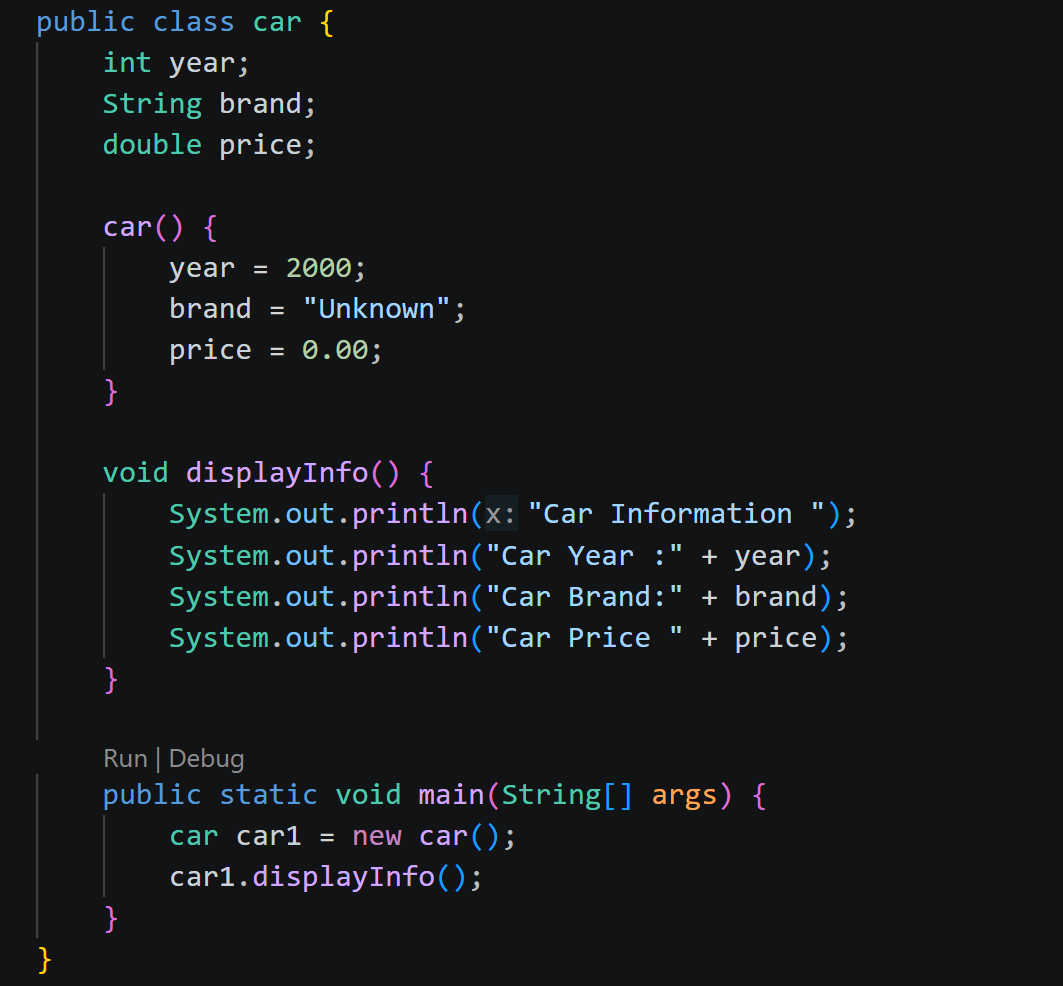 public class car {
    int year;
    String brand;
    double price;

    car() {
        year = 2000;
        brand = "Unknown";
        price = 0.00;
    }

    void displayInfo() {
        System.out.println(x: "Car Information ");
        System.out.println("Car Year :" + year);
        System.out.println("Car Brand:" + brand);
        System.out.println("Car Price " + price);
    }

    Run | Debug
    public static void main(String[] args) {
        car car1 = new car();
        car1.displayInfo();
    }
}